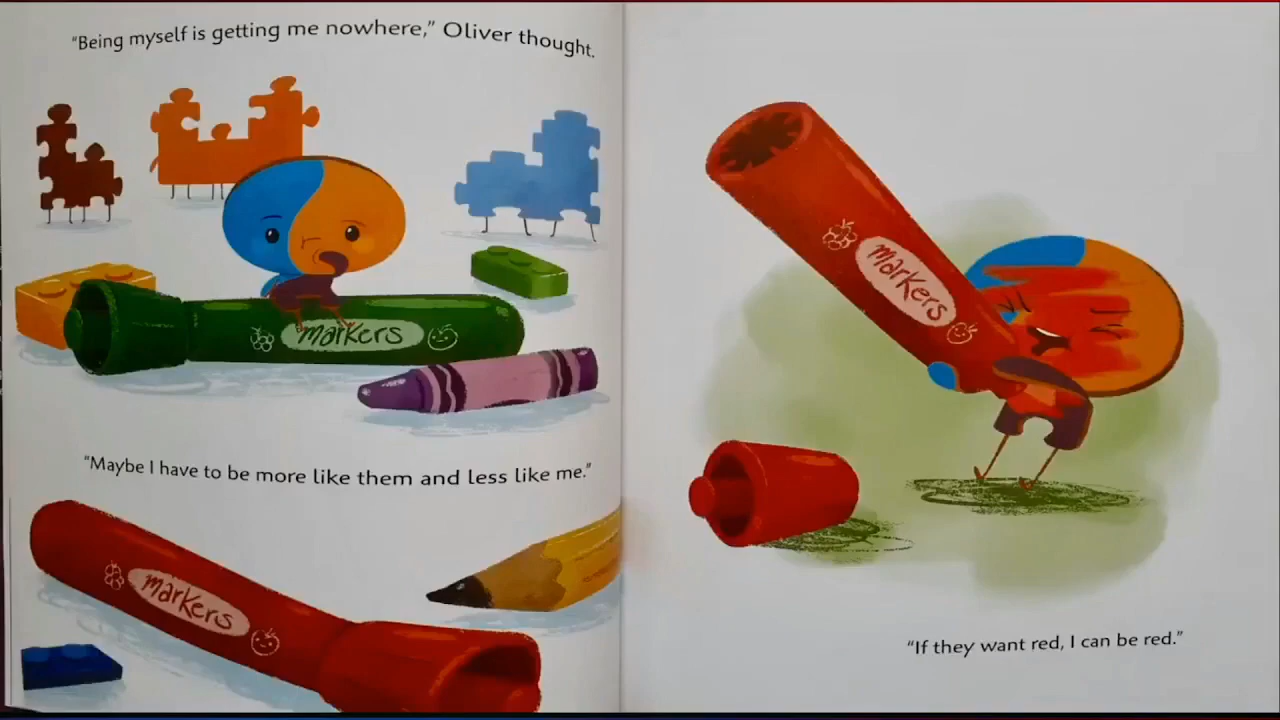 “Being myself is getting me nowhere,” Oliver thought.
markers
“Maybe I have to be more like them and less like me.”
markers
markers
“If they want red, I can be red.”